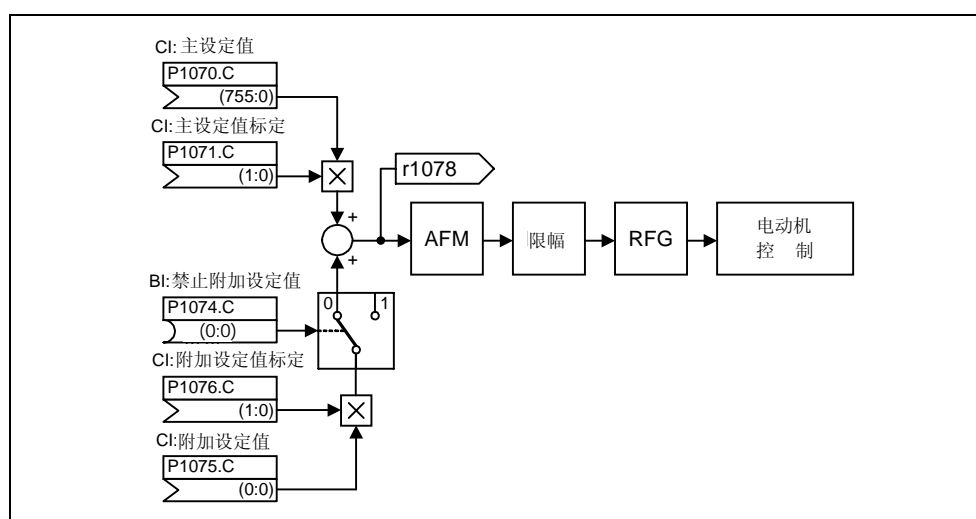 CI:主设定值
P1070.C
(755:0)
CI:主设定值标定
P1071.C
(1:0)
r1078
+
+
AFM
限幅
RFG
电动机
控 制
BI:禁止附加设定值
0
1
P1074.C
(0:0)
CI:附加设定值标定
P1076.C
(1:0)
CI:附加设定值
P1075.C
(0:0)